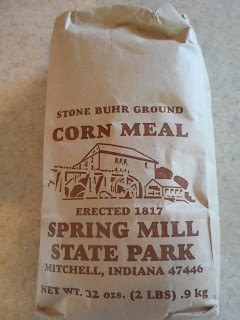 STONE BUHR GROUND
CORN MEAL
ERECTED 1817
SPRING MILL
STATE PARK
MITCHELL, INDIANA 47446
NET WT. 32 ozs. (2 LBS) .9 kg